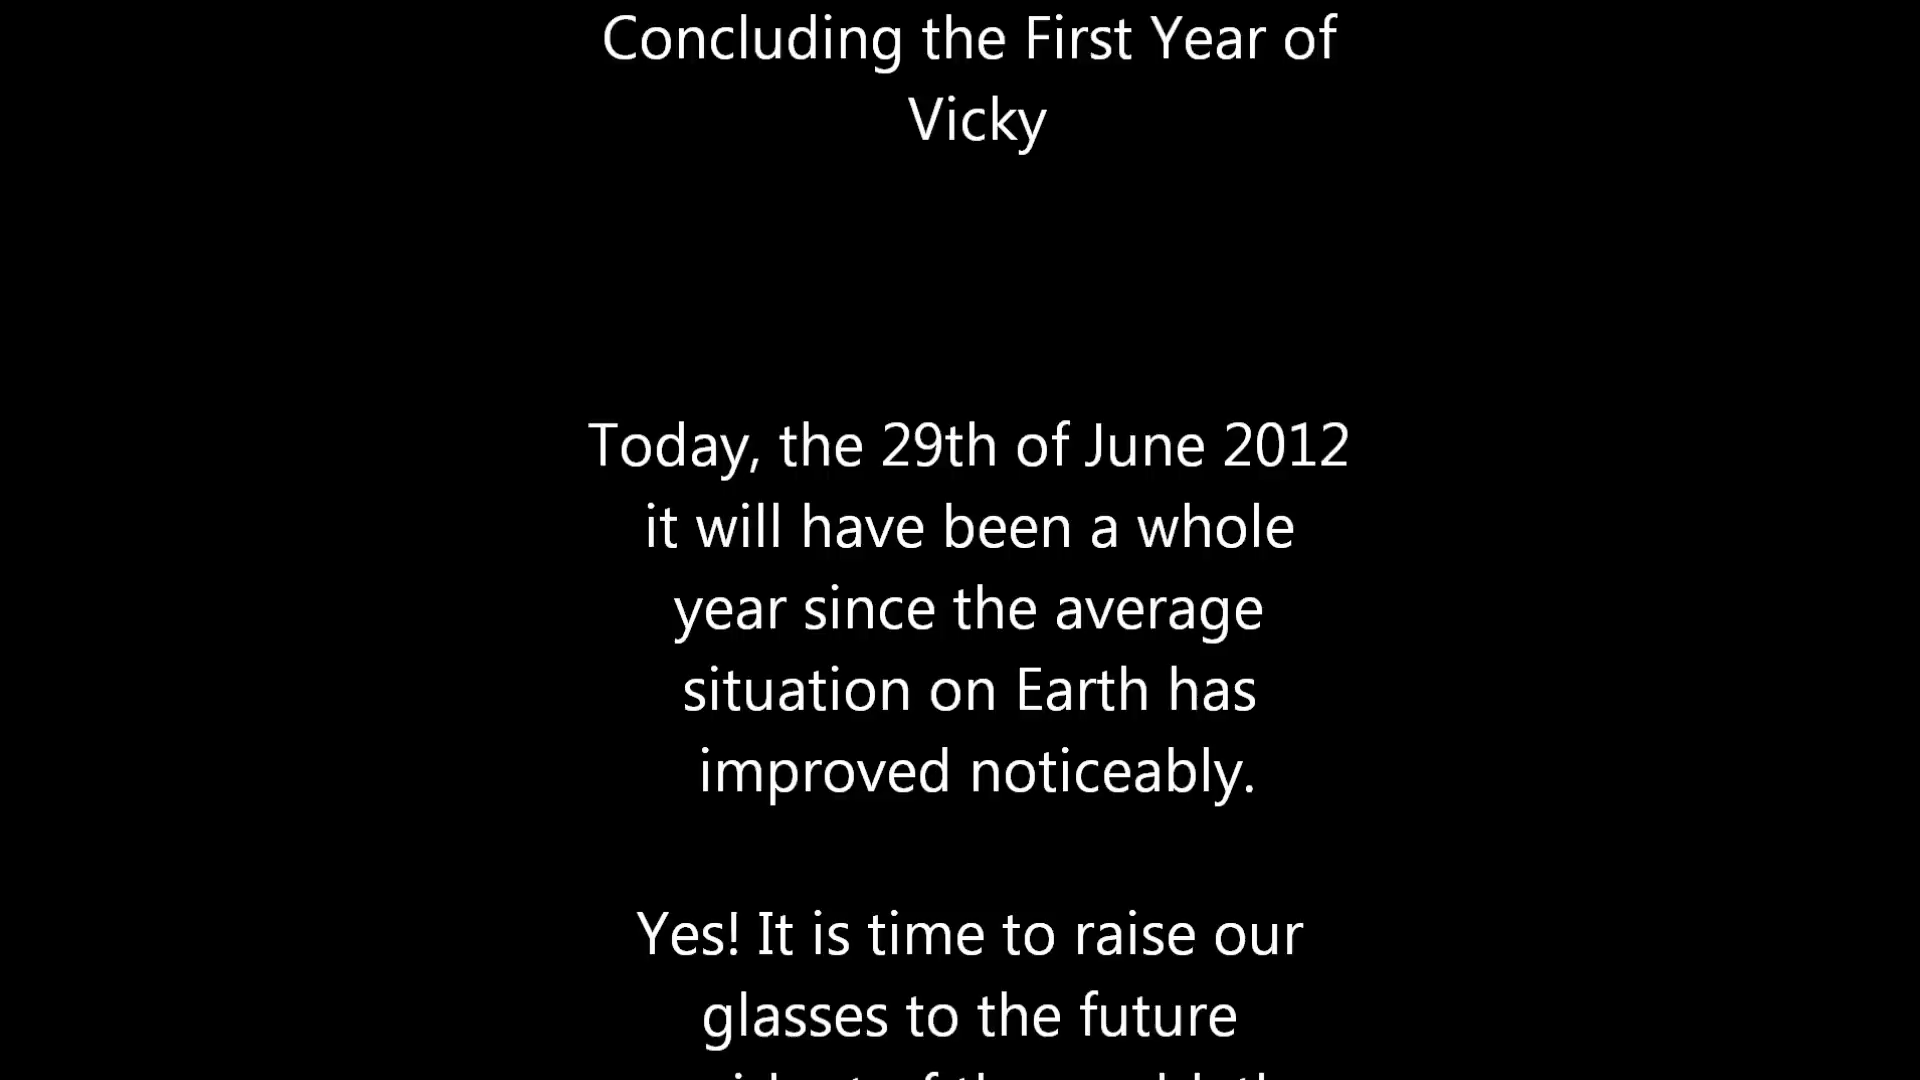 Concluding the First Year of
Vicky
Today, the 29th of June 2012
it will have been a whole
year since the average
situation on Earth has
improved noticeably.
Yes! It is time to raise our
glasses to the future